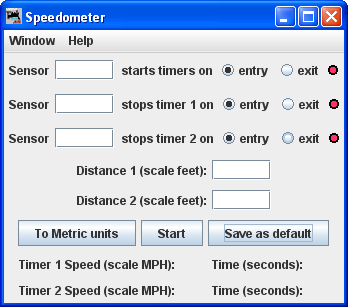 Speedometer
Window Help
Sensor starts timers on entry exit
Sensor stops timer 1 on entry exit
Sensor stops timer 2 on entry exit
Distance 1 (scale feet):
Distance 2 (scale feet):
To Metric units Start Save as default
Timer 1 Speed (scale MPH): Time (seconds):
Timer 2 Speed (scale MPH): Time (seconds):